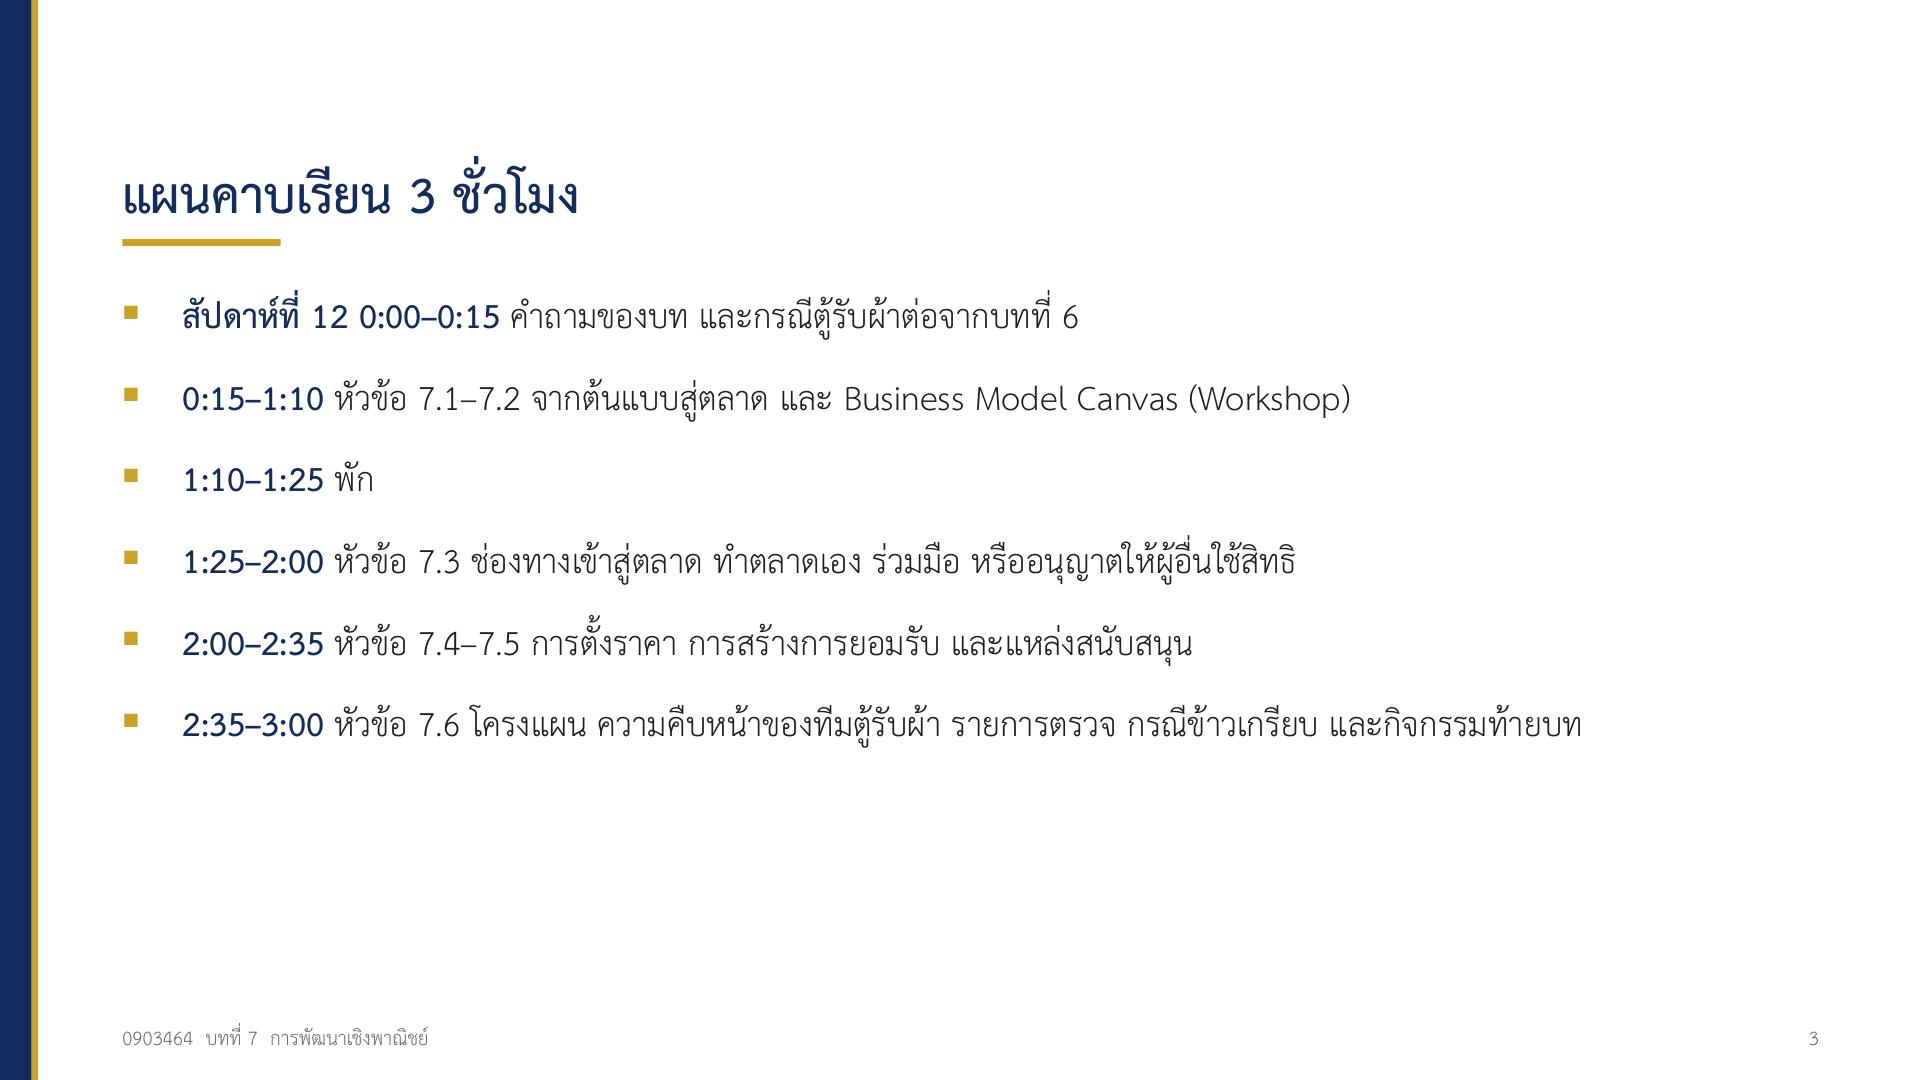 แผนคาบเรียน 3 ชั่วโมง
▪ สัปดาห์ที่ 12 0:00–0:15 คำถามของบท และกรณีตู้รับผ้าต่อจากบทที่ 6
▪ 0:15–1:10 หัวข้อ 7.1–7.2 จากต้นแบบสู่ตลาด และ Business Model Canvas (Workshop)
▪ 1:10–1:25 พัก
▪ 1:25–2:00 หัวข้อ 7.3 ช่องทางเข้าสู่ตลาด ทำตลาดเอง ร่วมมือ หรืออนุญาตให้ผู้อื่นใช้สิทธิ
▪ 2:00–2:35 หัวข้อ 7.4–7.5 การตั้งราคา การสร้างการยอมรับ และแหล่งสนับสนุน
▪ 2:35–3:00 หัวข้อ 7.6 โครงแผน ความคืบหน้าของทีมตู้รับผ้า รายการตรวจ กรณีข้าวเกรียบ และกิจกรรมท้ายบท
0903464 บทที่ 7 การพัฒนาเชิงพาณิชย์
3